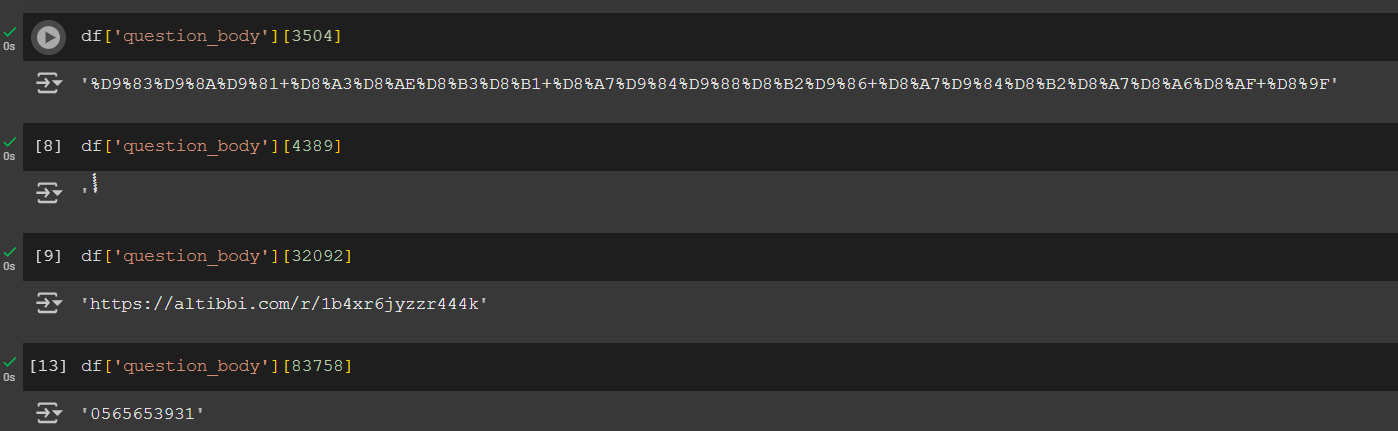 0s
df['question_body'][3504]
'%D9%83%D9%8A%D9%81+%D8%A3%D8%AE%D8%B3%D8%B1+%D8%A7%D9%84%D9%88%D8%B2%D9%86+%D8%A7%D9%84%D8%B2%D8%A7%D8%A6%D8%AF+%D8%9F'
0s
[8] df['question_body'][4389]
0s
[9] df['question_body'][32092]
'https://altibbi.com/r/1b4xr6jyzzr444k'
0s
[13] df['question_body'][83758]
'0565653931'